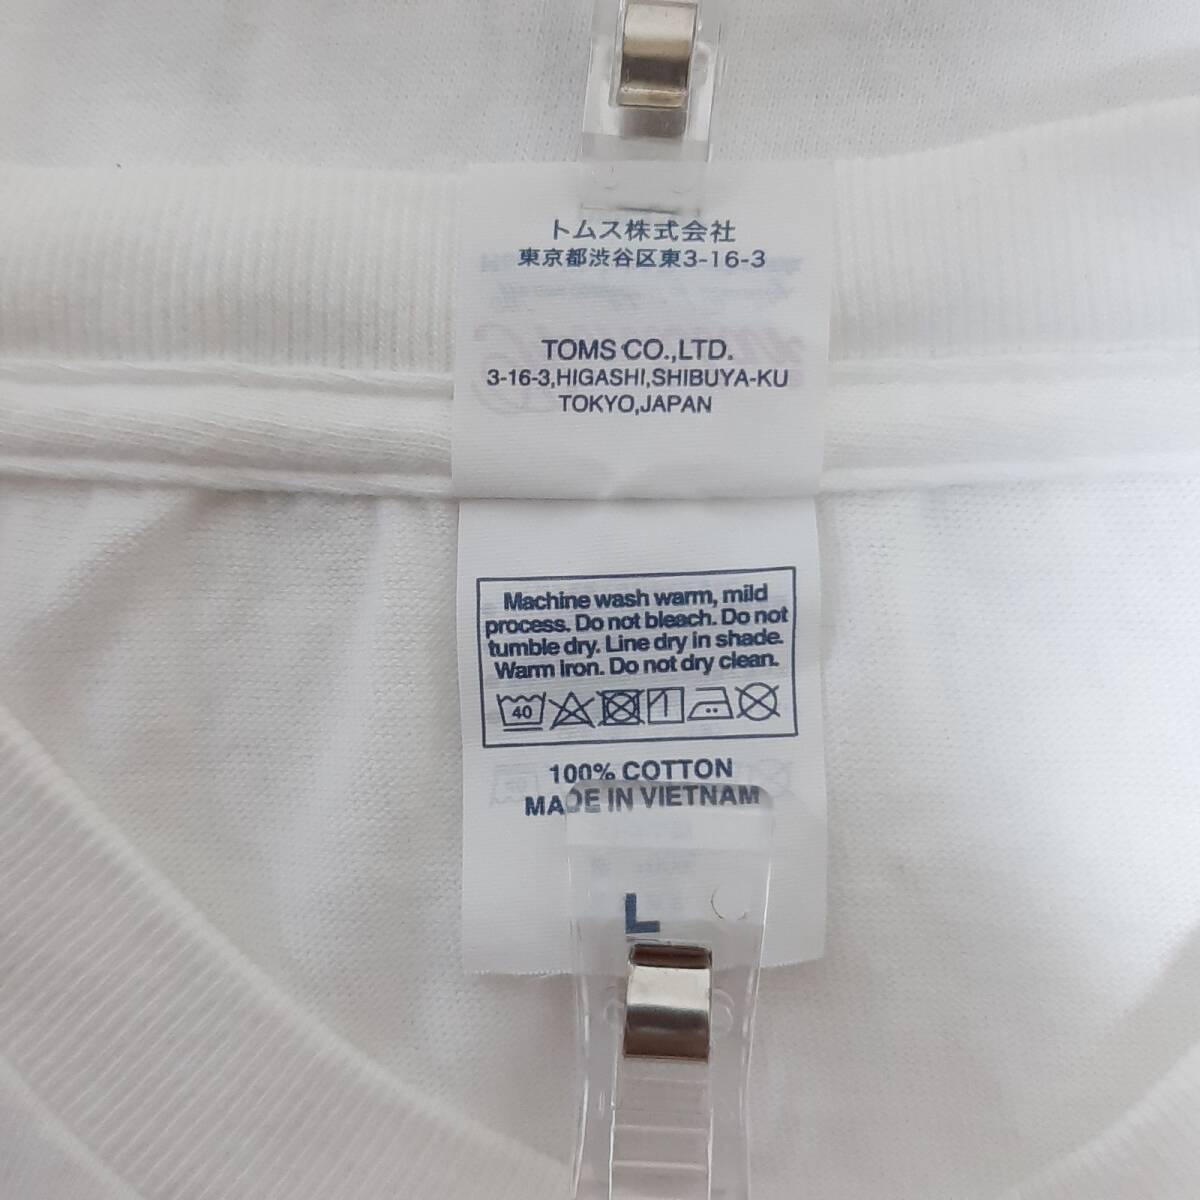 トムス株式会社
東京都渋谷区東3-16-3
TOMS CO.,LTD.
3-16-3,HIGASHI,SHIBUYA-KU
TOKYO,JAPAN
Machine wash warm, mild
process. Do not bleach. Do not
tumble dry. Line dry in shade.
Warm iron. Do not dry clean.
40
100% COTTON
MADE IN VIETNAM
L